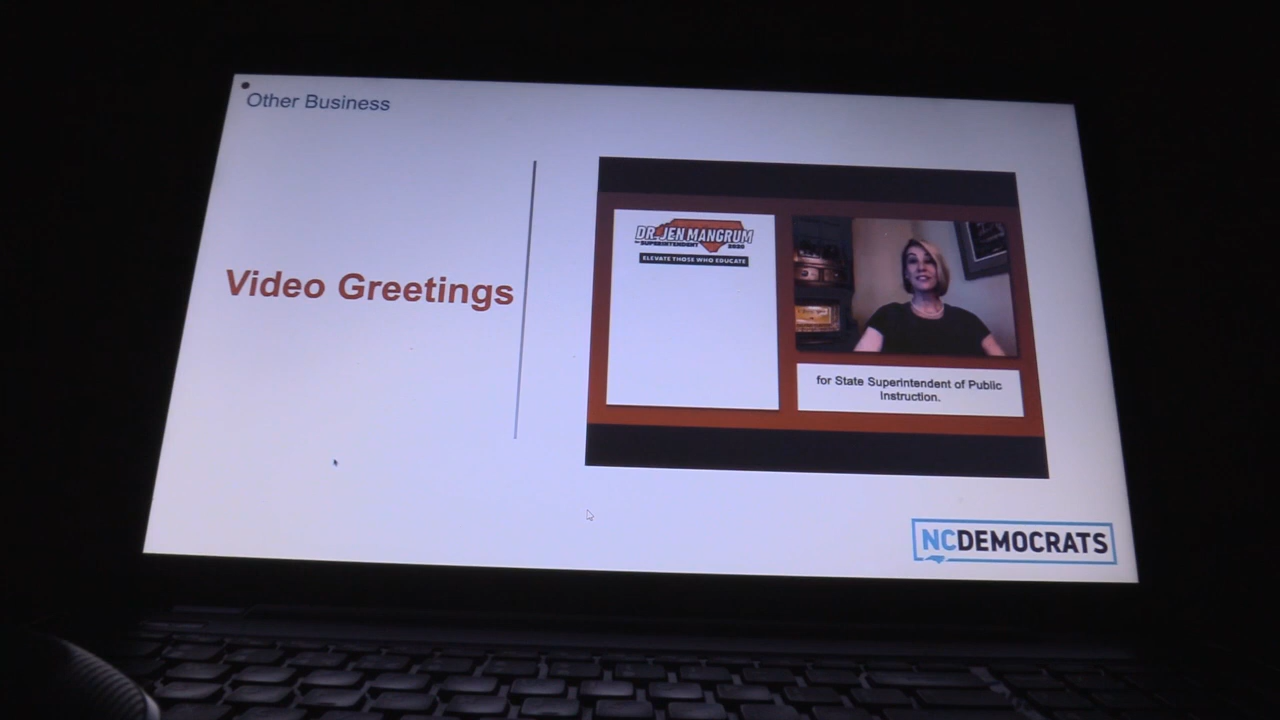 Other Business
Video Greetings
DR. JEN MANGRUM
SUPERINTENDENT 2020
ELEVATE THOSE WHO EDUCATE
for State Superintendent of Public
Instruction.
NCDEMOCRATS